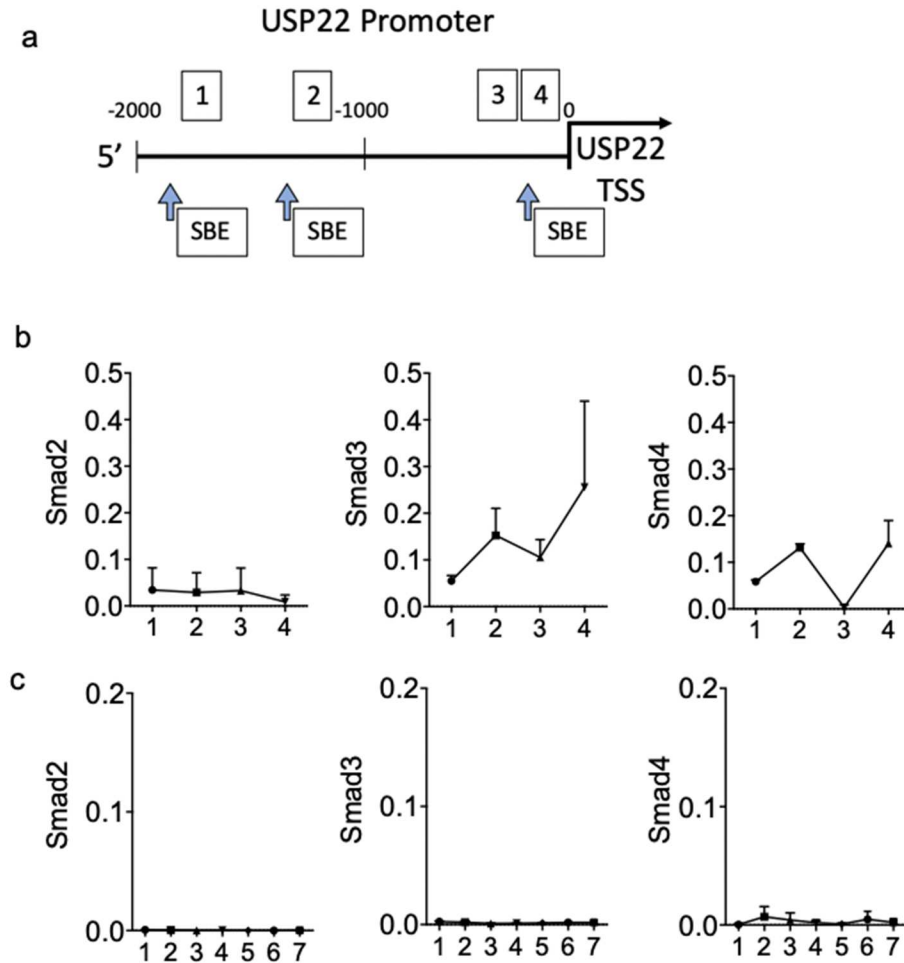 USP22 Promoter
a
1 2 3 4
-2000 -1000 0
5’ USP22
TSS
SBE SBE SBE
b
0.5 0.5 0.5
0.4 0.4 0.4
0.3 0.3 0.3
0.2 0.2 0.2
0.1 0.1 0.1
0.0 0.0 0.0
Smad2 Smad3 Smad4
1 2 3 4 1 2 3 4 1 2 3 4
c
0.2 0.2 0.2
0.1 0.1 0.1
0.0 0.0 0.0
Smad2 Smad3 Smad4
1 2 3 4 5 6 7 1 2 3 4 5 6 7 1 2 3 4 5 6 7